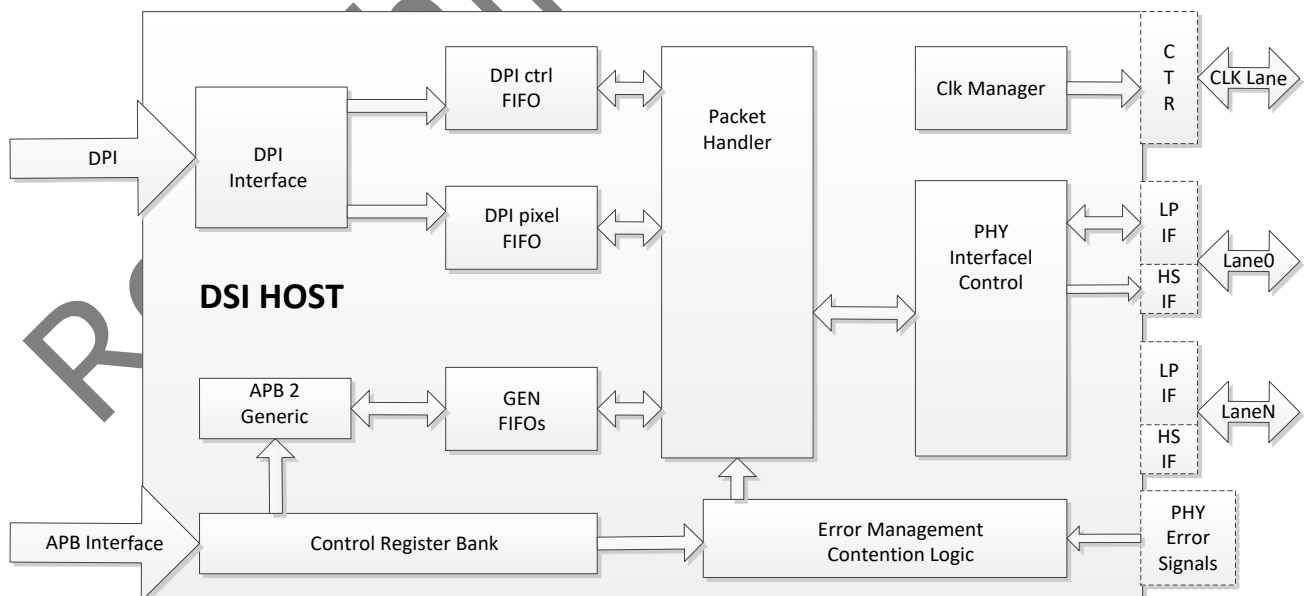 DPI
DPI
Interface
DPI ctrl
FIFO
DPI pixel
FIFO
Packet
Handler
Clk Manager
C
T
R
CLK Lane
PHY
Interfacel
Control
LP
IF
HS
IF
Lane0
DSI HOST
LP
IF
HS
IF
LaneN
APB 2
Generic
GEN
FIFOs
APB Interface
Control Register Bank
Error Management
Contention Logic
PHY
Error
Signals